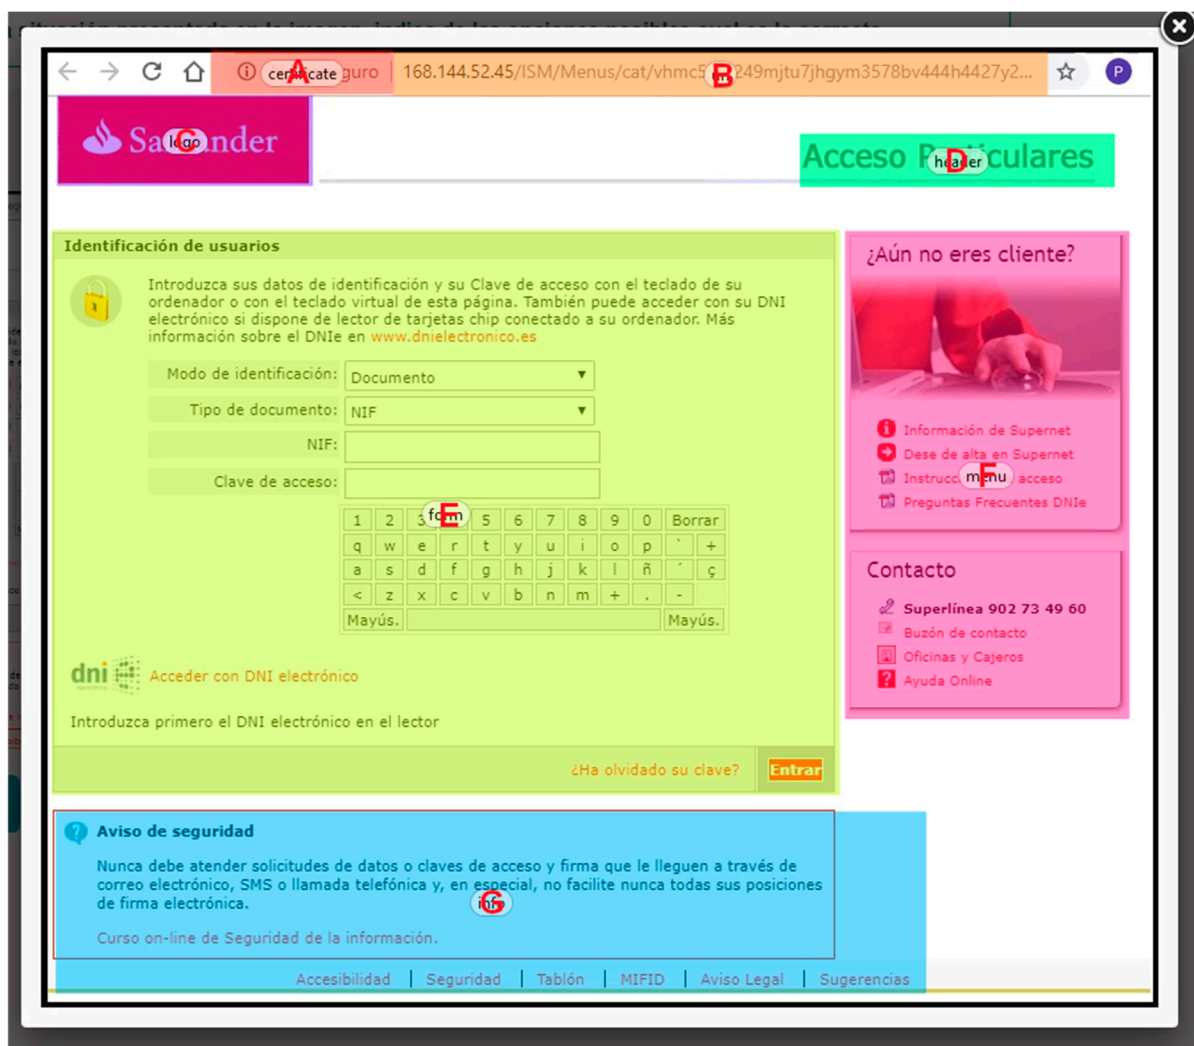 A
certificate
guro
168.144.52.45/ISM/Menus/cat/vhmc
B
249mjtu7jhgym3578bv444h4427y2...
P
Santander
C
logo
Acceso Particulares
D
header
Identificación de usuarios
Introduzca sus datos de identificación y su Clave de acceso con el teclado de su
ordenador o con el teclado virtual de esta página. También puede acceder con su DNI
electrónico si dispone de lector de tarjetas chip conectado a su ordenador. Más
información sobre el DNIe en www.dnielectronico.es
Modo de identificación: Documento
Tipo de documento: NIF
NIF:
Clave de acceso:
E
form
1 2 3 5 6 7 8 9 0 Borrar
q w e r t y u i o p ` +
a s d f g h j k l ñ ´ ç
< z x c v b n m + . -
Mayús. Mayús.
dni Acceder con DNI electrónico
Introduzca primero el DNI electrónico en el lector
¿Ha olvidado su clave? Entrar
¿Aún no eres cliente?
Información de Supernet
Dese de alta en Supernet
Instrucc acceso
F
menu
Preguntas Frecuentes DNIe
Contacto
Superlínea 902 73 49 60
Buzón de contacto
Oficinas y Cajeros
Ayuda Online
Aviso de seguridad
Nunca debe atender solicitudes de datos o claves de acceso y firma que le lleguen a través de
correo electrónico, SMS o llamada telefónica y, en especial, no facilite nunca todas sus posiciones
de firma electrónica.
G
info
Curso on-line de Seguridad de la información.
Accesibilidad | Seguridad | Tablón | MIFID | Aviso Legal | Sugerencias